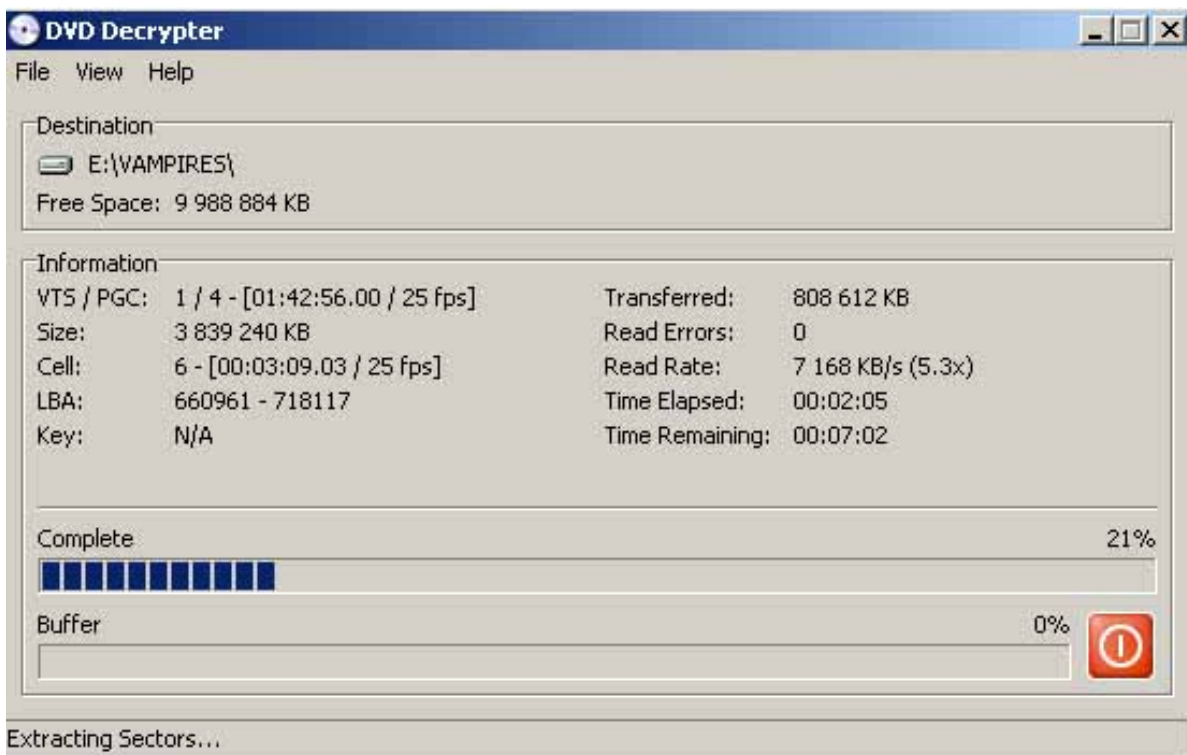 DVD Decrypter
File View Help
Destination
E:\VAMPIRES\
Free Space: 9 988 884 KB
Information
VTS / PGC: 1 / 4 - [01:42:56.00 / 25 fps] Transferred: 808 612 KB
Size: 3 839 240 KB Read Errors: 0
Cell: 6 - [00:03:09.03 / 25 fps] Read Rate: 7 168 KB/s (5.3x)
LBA: 660961 - 718117 Time Elapsed: 00:02:05
Key: N/A Time Remaining: 00:07:02
Complete 21%
Buffer 0%
Extracting Sectors...